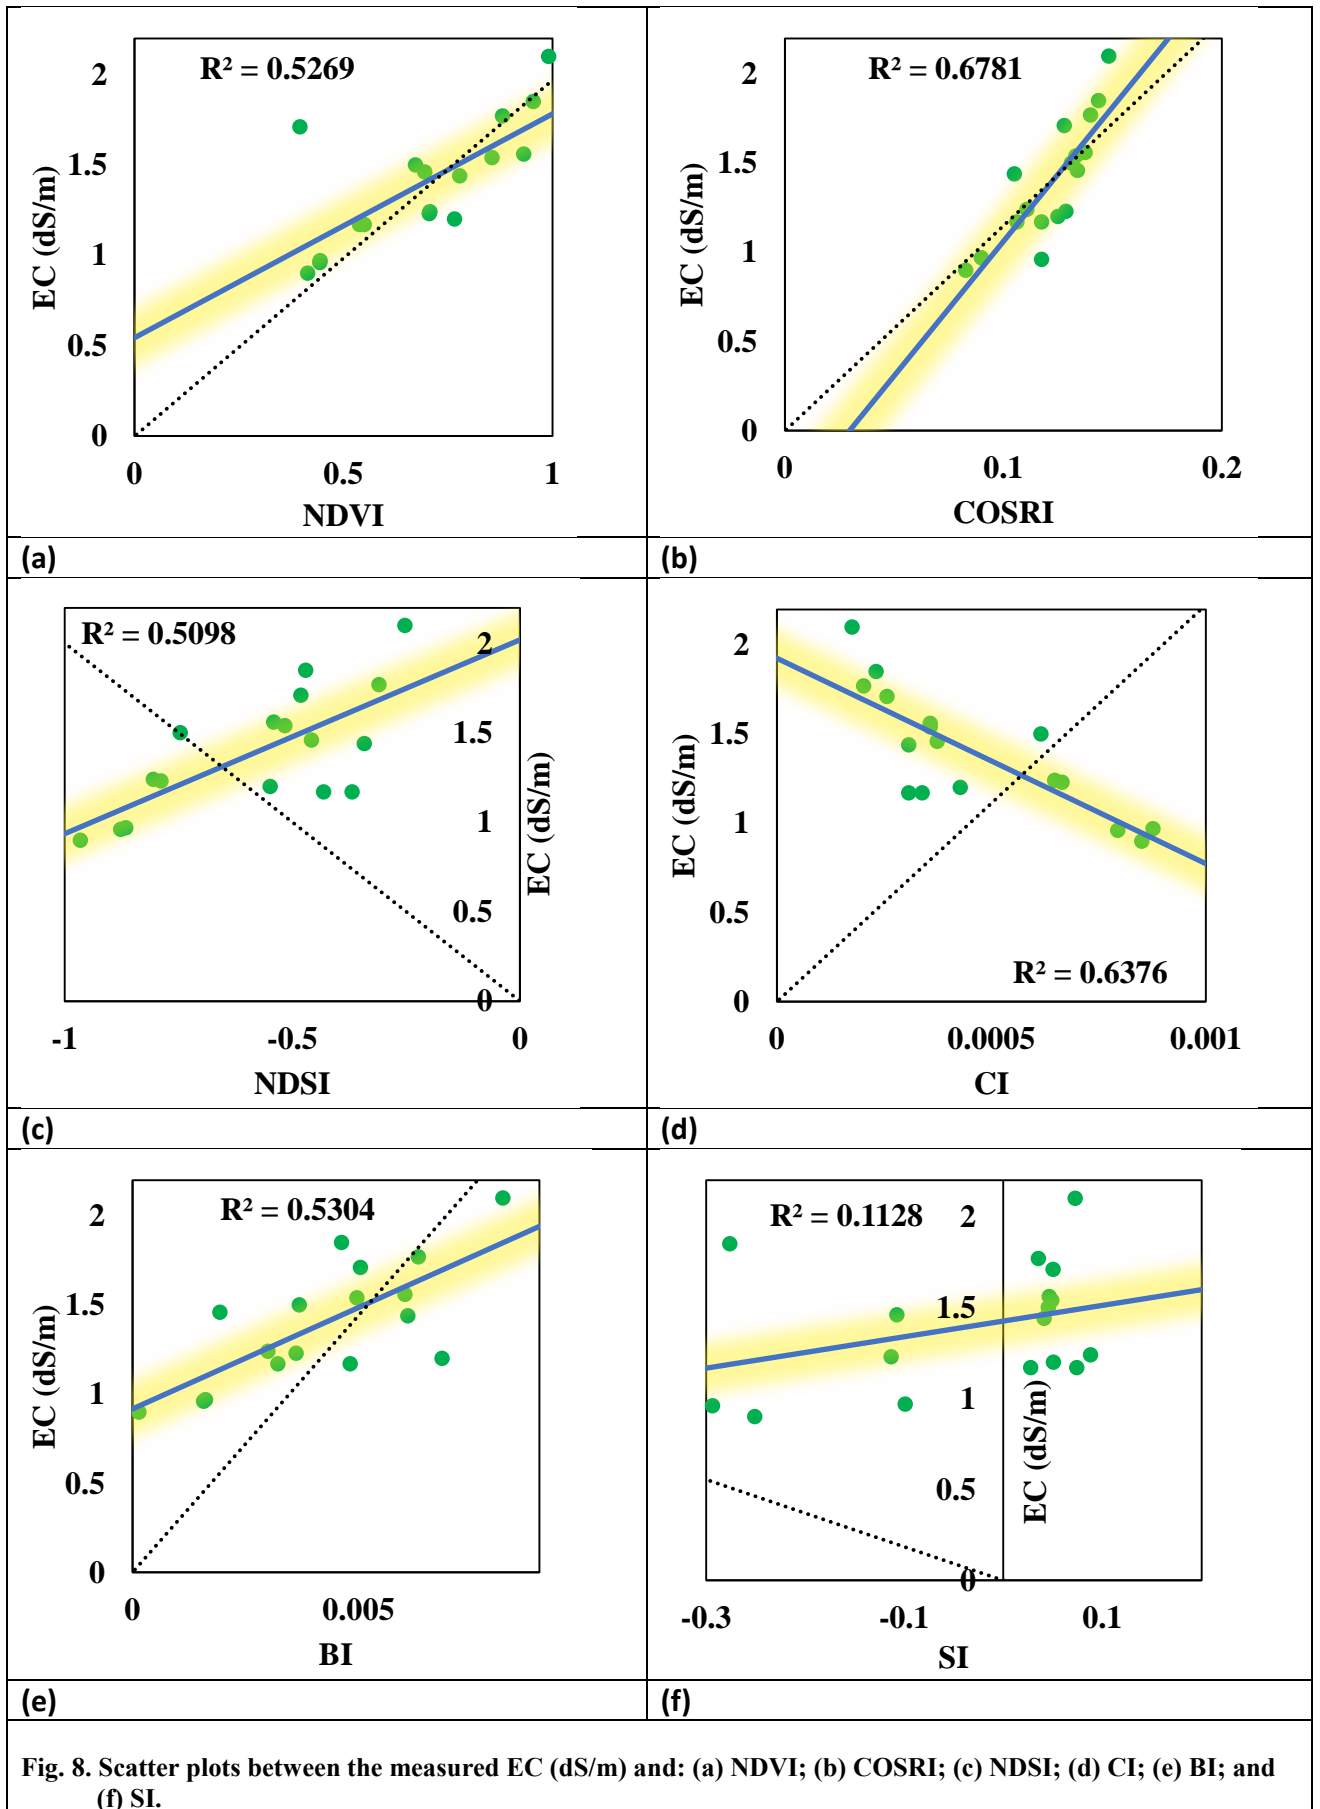 R² = 0.5269
2
1.5
1
0.5
0
EC (dS/m)
0 0.5 1
NDVI
(a)
R² = 0.6781
2
1.5
1
0.5
0
EC (dS/m)
0 0.1 0.2
COSRI
(b)
R² = 0.5098
2
1.5
1
0.5
0
EC (dS/m)
-1 -0.5 0
NDSI
(c)
2
1.5
1
0.5
0
EC (dS/m)
R² = 0.6376
0 0.0005 0.001
CI
(d)
R² = 0.5304
2
1.5
1
0.5
0
EC (dS/m)
0 0.005
BI
(e)
R² = 0.1128
2
1.5
1
0.5
0
EC (dS/m)
-0.3 -0.1 0.1
SI
(f)
Fig. 8. Scatter plots between the measured EC (dS/m) and: (a) NDVI; (b) COSRI; (c) NDSI; (d) CI; (e) BI; and
(f) SI.